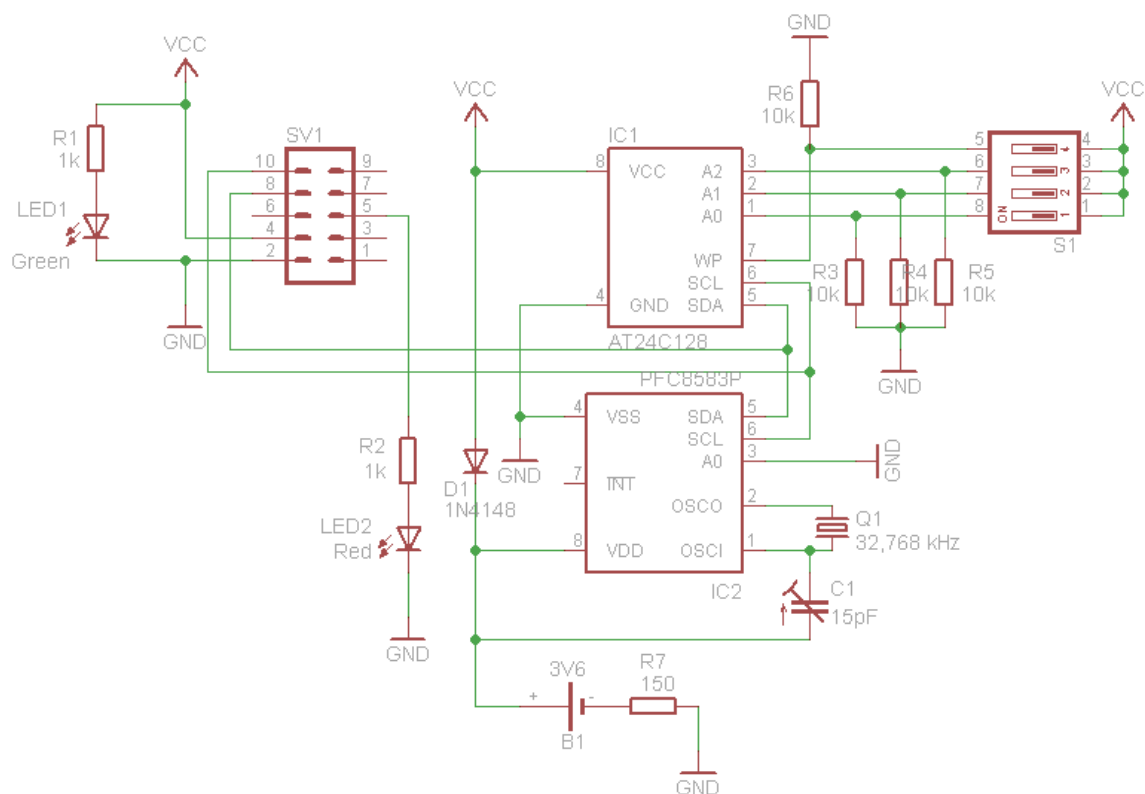 GND
VCC
VCC
VCC
R6
10k
R1
1k
SV1
10 9
8 7
6 5
4 3
2 1
LED1
Green
GND
IC1
8 VCC A2 3
A1 2
A0 1
WP 7
SCL 6
4 GND SDA 5
AT24C128
5 4 4
6 3 3
7 2 2
8 ON 1 1
S1
R3
10k
R4
10k
R5
10k
GND
PFC8583P
4 VSS SDA 5
SCL 6
A0 3
7 INT
OSCO 2
8 VDD OSCI 1
IC2
GND
GND
R2
1k
D1
1N4148
LED2
Red
GND
Q1
32,768 kHz
C1
15pF
3V6
+ -
B1
R7
150
GND